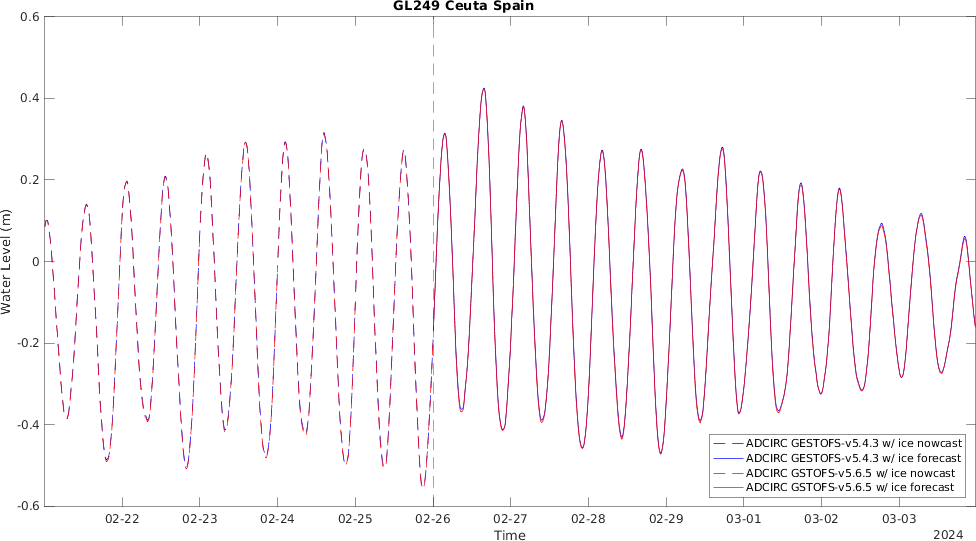 GL249 Ceuta Spain
0.6
0.4
0.2
0
-0.2
-0.4
-0.6
Water Level (m)
02-22 02-23 02-24 02-25 02-26 02-27 02-28 02-29 03-01 03-02 03-03
Time
2024
ADCIRC GESTOFS-v5.4.3 w/ ice nowcast
ADCIRC GESTOFS-v5.4.3 w/ ice forecast
ADCIRC GSTOFS-v5.6.5 w/ ice nowcast
ADCIRC GSTOFS-v5.6.5 w/ ice forecast